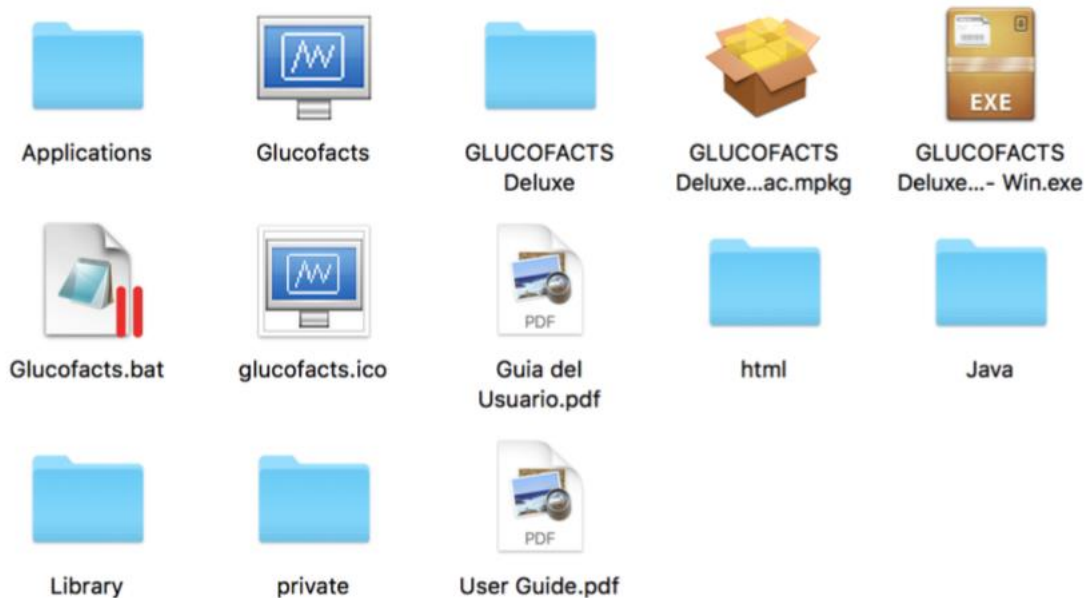 Applications
Glucofacts
GLUCOFACTS
Deluxe
GLUCOFACTS
Deluxe...ac.mpkg
EXE
GLUCOFACTS
Deluxe...- Win.exe
Glucofacts.bat
glucofacts.ico
PDF
Guia del
Usuario.pdf
html
Java
Library
private
PDF
User Guide.pdf